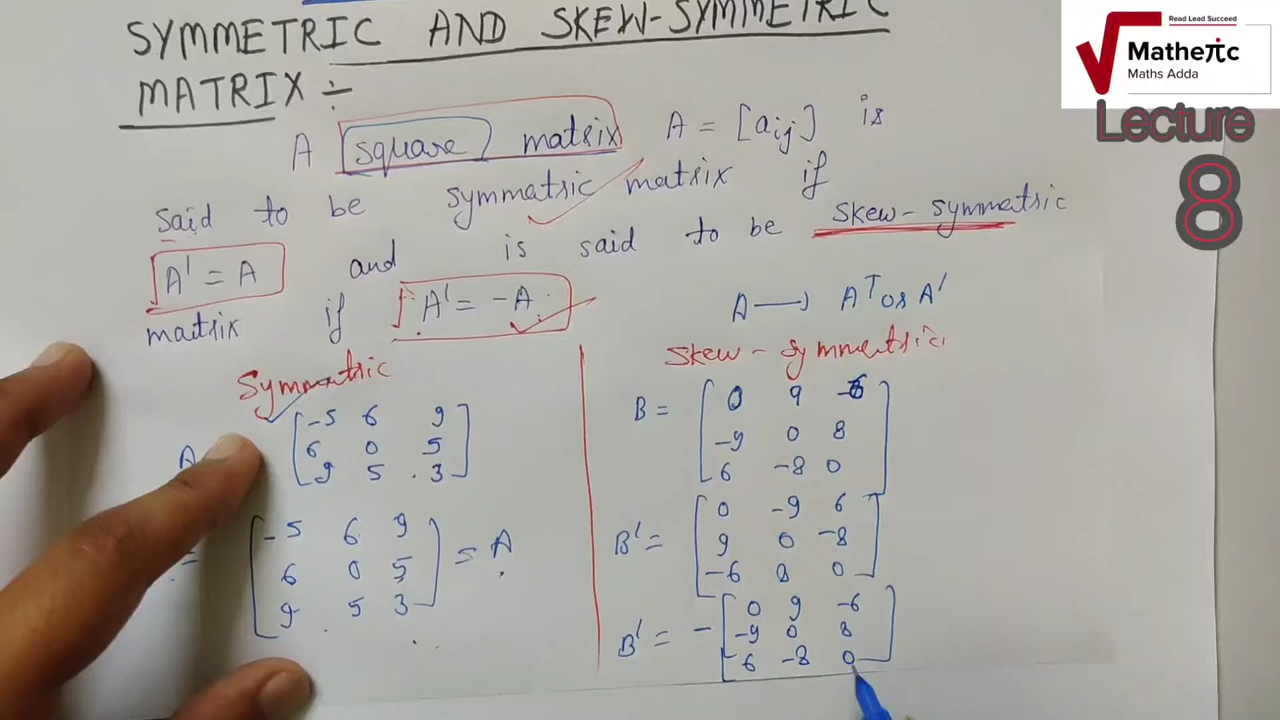 SYMMETRIC AND SKEW-SYMMETRIC
MATRIX :-
Read Lead Succeed
Matheπc
Maths Adda
Lecture
8
A square matrix A = [aij] is
said to be symmatric matrix if
A' = A and is said to be skew-symmatric
matrix if A' = -A.
A → A^T or A'
Symmatric
[-5 6 9
6 0 5
9 5 3]
A
= [-5 6 9
6 0 5
9 5 3] = A
Skew-symmetric
B = [0 9 -6
-9 0 8
6 -8 0]
B' = [0 -9 6
9 0 -8
-6 8 0]
B' = -[0 9 -6
-9 0 8
6 -8 0]